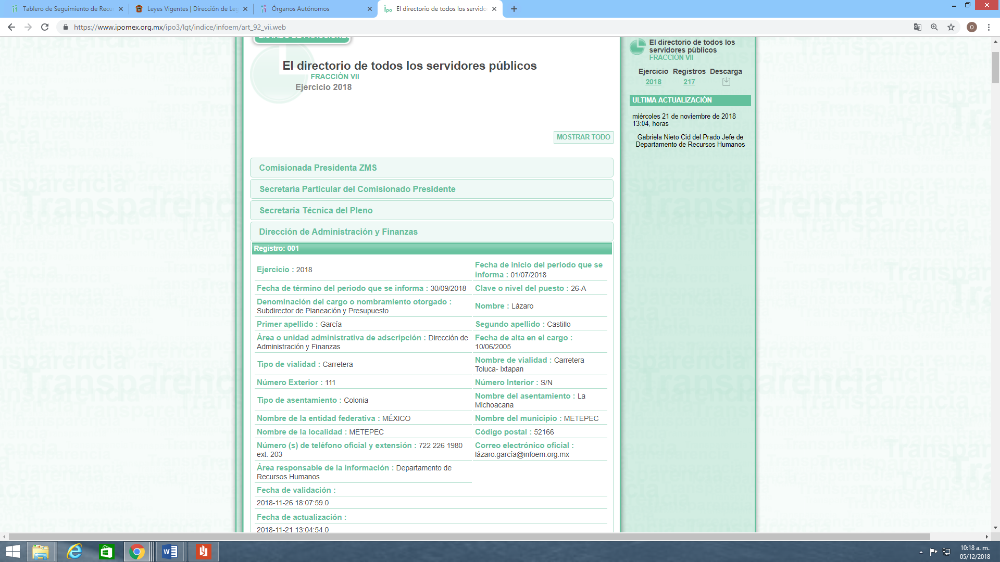 Tablero de Seguimiento de Recu
Leyes Vigentes | Dirección de Leg
Órganos Autónomos
ipo
El directorio de todos los servido
https://www.ipomex.org.mx/ipo3/lgt/indice/infoem/art_92_vii.web
O
LISTADO DE FRACCIONES
El directorio de todos los servidores públicos
FRACCIÓN VII
Ejercicio 2018
MOSTRAR TODO
Comisionada Presidenta ZMS
Secretaría Particular del Comisionado Presidente
Secretaría Técnica del Pleno
Dirección de Administración y Finanzas
Registro: 001
Ejercicio : 2018
Fecha de inicio del periodo que se
informa : 01/07/2018
Fecha de término del periodo que se informa : 30/09/2018
Clave o nivel del puesto : 26-A
Denominación del cargo o nombramiento otorgado :
Subdirector de Planeación y Presupuesto
Nombre : Lázaro
Primer apellido : García
Segundo apellido : Castillo
Área o unidad administrativa de adscripción : Dirección de
Administración y Finanzas
Fecha de alta en el cargo :
10/06/2005
Tipo de vialidad : Carretera
Nombre de vialidad : Carretera
Toluca- Ixtapan
Número Exterior : 111
Número Interior : S/N
Tipo de asentamiento : Colonia
Nombre del asentamiento : La
Michoacana
Nombre de la entidad federativa : MÉXICO
Nombre del municipio : METEPEC
Nombre de la localidad : METEPEC
Código postal : 52166
Número (s) de teléfono oficial y extensión : 722 226 1980
ext. 203
Correo electrónico oficial :
lázaro.garcía@infoem.org.mx
Área responsable de la información : Departamento de
Recursos Humanos
Fecha de validación :
2018-11-26 18:07:59.0
Fecha de actualización :
2018-11-21 13:04:54.0
El directorio de todos los
servidores públicos
FRACCIÓN VII
Ejercicio Registros Descarga
2018 217
ULTIMA ACTUALIZACIÓN
miércoles 21 de noviembre de 2018
13:04, horas
Gabriela Nieto Cid del Prado Jefe de
Departamento de Recursos Humanos
Transparencia
10:18 a. m.
05/12/2018